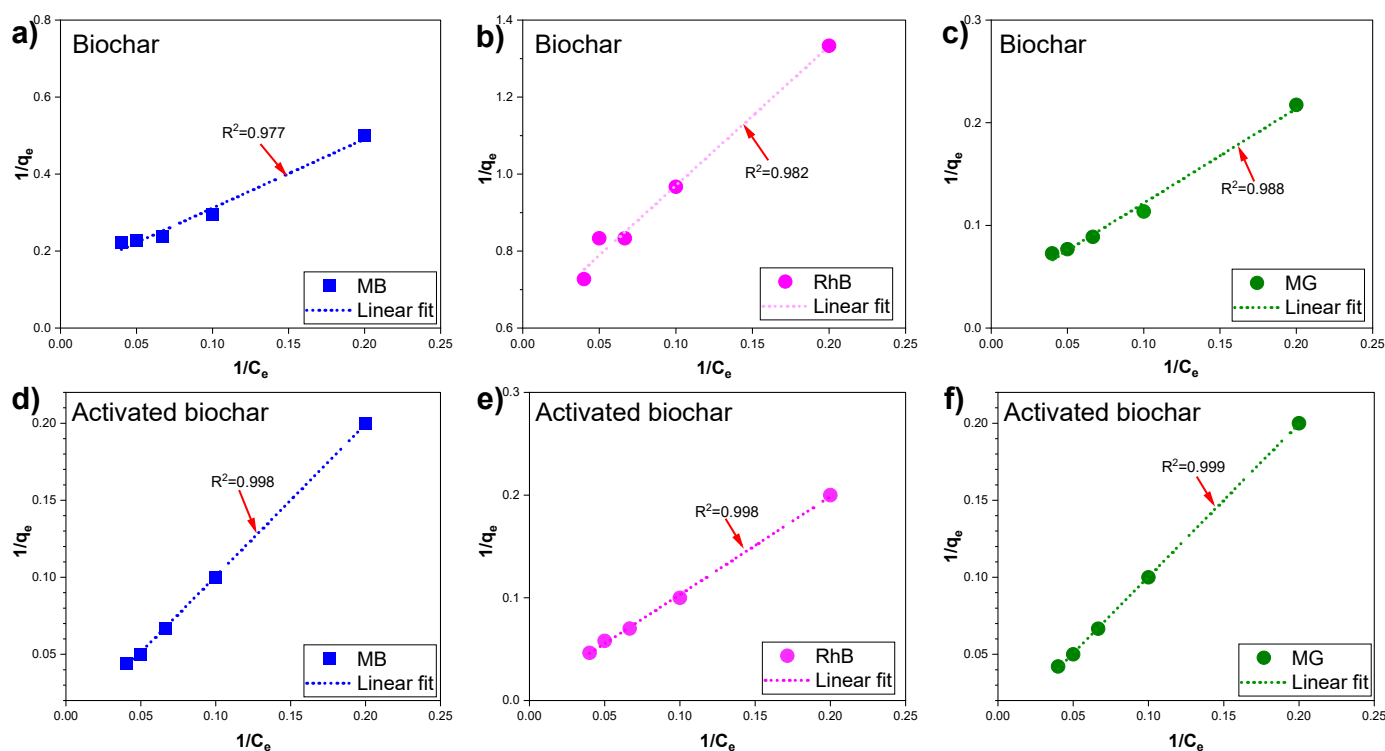 a)
Biochar
0.8
0.6
0.4
0.2
0.0
1/qₑ
R²=0.977
MB
Linear fit
0.00 0.05 0.10 0.15 0.20 0.25
1/Cₑ
b)
Biochar
1.4
1.2
1.0
0.8
0.6
1/qₑ
R²=0.982
RhB
Linear fit
0.00 0.05 0.10 0.15 0.20 0.25
1/Cₑ
c)
Biochar
0.3
0.2
0.1
0.0
1/qₑ
R²=0.988
MG
Linear fit
0.00 0.05 0.10 0.15 0.20 0.25
1/Cₑ
d)
Activated biochar
0.20
0.15
0.10
0.05
1/qₑ
R²=0.998
MB
Linear fit
0.00 0.05 0.10 0.15 0.20 0.25
1/Cₑ
e)
Activated biochar
0.3
0.2
0.1
0.0
1/qₑ
R²=0.998
RhB
Linear fit
0.00 0.05 0.10 0.15 0.20 0.25
1/Cₑ
f)
Activated biochar
0.20
0.15
0.10
0.05
1/qₑ
R²=0.999
MG
Linear fit
0.00 0.05 0.10 0.15 0.20 0.25
1/Cₑ